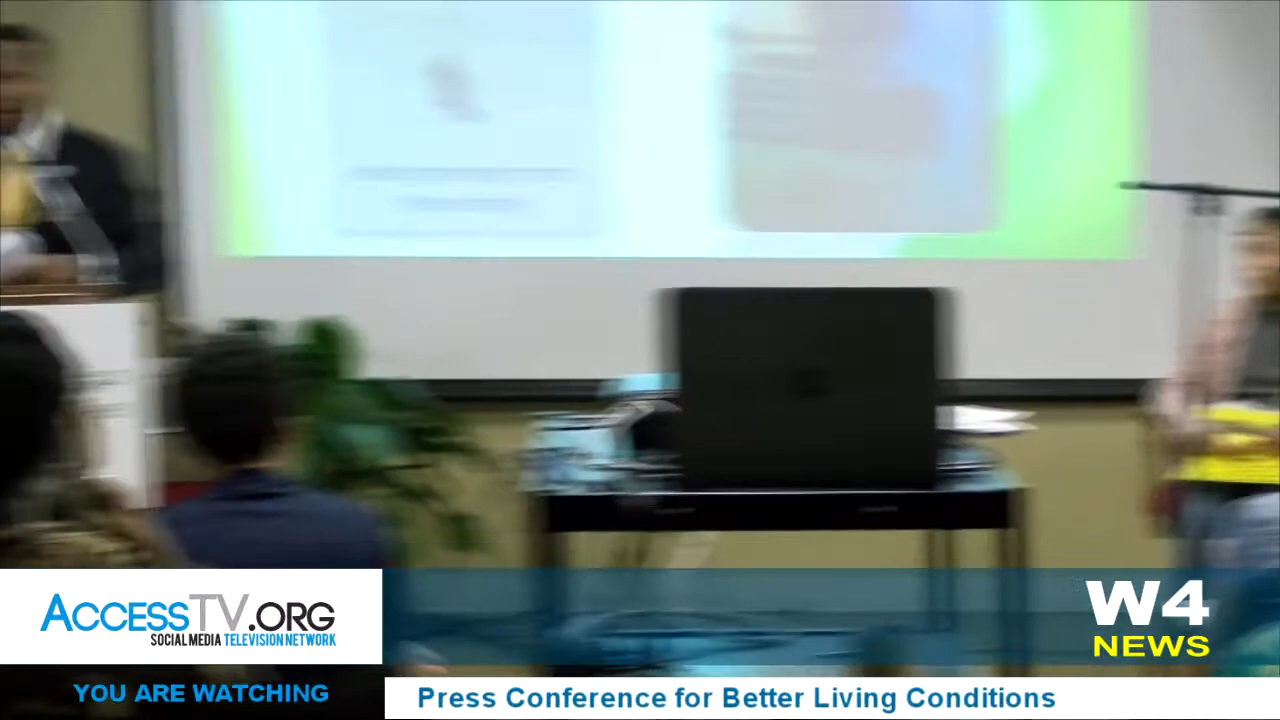 ACCESSTV.ORG
SOCIAL MEDIA TELEVISION NETWORK
W4
NEWS
YOU ARE WATCHING
Press Conference for Better Living Conditions